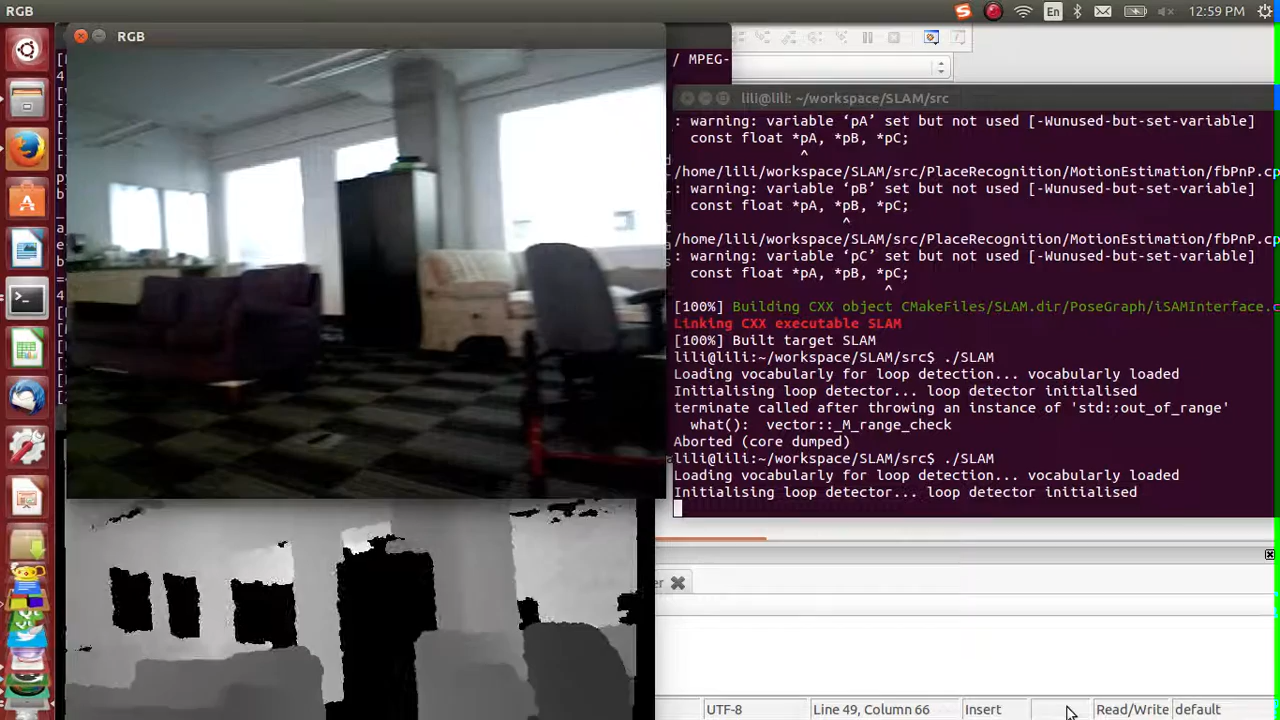 RGB
En
12:59 PM
RGB
/ MPEG-
lili@lili: ~/workspace/SLAM/src
: warning: variable ‘pA’ set but not used [-Wunused-but-set-variable]
const float *pA, *pB, *pC;
^
/home/lili/workspace/SLAM/src/PlaceRecognition/MotionEstimation/fbPnP.cp
: warning: variable ‘pB’ set but not used [-Wunused-but-set-variable]
const float *pA, *pB, *pC;
^
/home/lili/workspace/SLAM/src/PlaceRecognition/MotionEstimation/fbPnP.cp
: warning: variable ‘pC’ set but not used [-Wunused-but-set-variable]
const float *pA, *pB, *pC;
^
[100%] Building CXX object CMakeFiles/SLAM.dir/PoseGraph/iSAMInterface.c
Linking CXX executable SLAM
[100%] Built target SLAM
lili@lili:~/workspace/SLAM/src$ ./SLAM
Loading vocabularly for loop detection... vocabularly loaded
Initialising loop detector... loop detector initialised
terminate called after throwing an instance of 'std::out_of_range'
what(): vector::_M_range_check
Aborted (core dumped)
lili@lili:~/workspace/SLAM/src$ ./SLAM
Loading vocabularly for loop detection... vocabularly loaded
Initialising loop detector... loop detector initialised
er
UTF-8
Line 49, Column 66
Insert
Read/Write
default